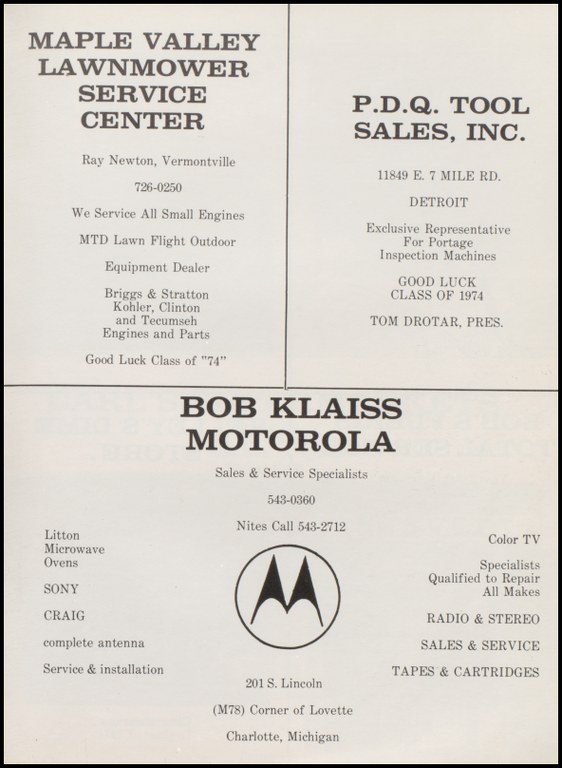 MAPLE VALLEY
LAWNMOWER
SERVICE
CENTER
Ray Newton, Vermontville
726-0250
We Service All Small Engines
MTD Lawn Flight Outdoor
Equipment Dealer
Briggs & Stratton
Kohler, Clinton
and Tecumseh
Engines and Parts
Good Luck Class of "74"
P.D.Q. TOOL
SALES, INC.
11849 E. 7 MILE RD.
DETROIT
Exclusive Representative
For Portage
Inspection Machines
GOOD LUCK
CLASS OF 1974
TOM DROTAR, PRES.
BOB KLAISS
MOTOROLA
Sales & Service Specialists
543-0360
Nites Call 543-2712
Litton
Microwave
Ovens
SONY
CRAIG
complete antenna
Service & installation
Color TV
Specialists
Qualified to Repair
All Makes
RADIO & STEREO
SALES & SERVICE
TAPES & CARTRIDGES
201 S. Lincoln
(M78) Corner of Lovette
Charlotte, Michigan